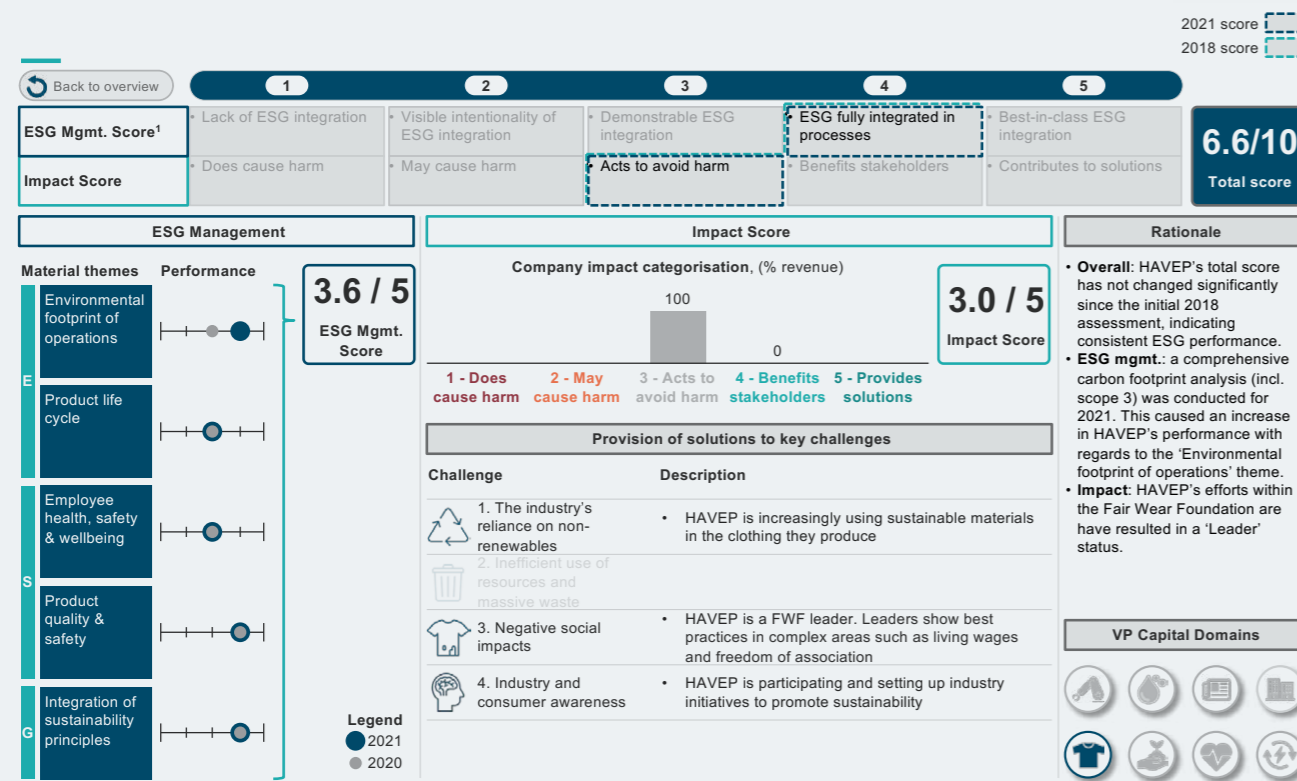 2021 score
2018 score
Back to overview
1
2
3
4
5
ESG Mgmt. Score1
• Lack of ESG integration
• Visible intentionality of
ESG integration
• Demonstrable ESG
integration
• ESG fully integrated in
processes
• Best-in-class ESG
integration
Impact Score
• Does cause harm
• May cause harm
• Acts to avoid harm
• Benefits stakeholders
• Contributes to solutions
6.6/10
Total score
ESG Management
Material themes
Performance
E
Environmental
footprint of
operations
Product life
cycle
S
Employee
health, safety
& wellbeing
Product
quality &
safety
G
Integration of
sustainability
principles
3.6 / 5
ESG Mgmt.
Score
Legend
2021
2020
Impact Score
Company impact categorisation, (% revenue)
100
0
1 - Does
cause harm
2 - May
cause harm
3 - Acts to
avoid harm
4 - Benefits
stakeholders
5 - Provides
solutions
3.0 / 5
Impact Score
Provision of solutions to key challenges
Challenge
Description
1. The industry's
reliance on non-
renewables
• HAVEP is increasingly using sustainable materials
in the clothing they produce
2. Inefficient use of
resources and
massive waste
3. Negative social
impacts
• HAVEP is a FWF leader. Leaders show best
practices in complex areas such as living wages
and freedom of association
4. Industry and
consumer awareness
• HAVEP is participating and setting up industry
initiatives to promote sustainability
Rationale
• Overall: HAVEP's total score
has not changed significantly
since the initial 2018
assessment, indicating
consistent ESG performance.
• ESG mgmt.: a comprehensive
carbon footprint analysis (incl.
scope 3) was conducted for
2021. This caused an increase
in HAVEP's performance with
regards to the 'Environmental
footprint of operations' theme.
• Impact: HAVEP's efforts within
the Fair Wear Foundation are
have resulted in a 'Leader'
status.
VP Capital Domains